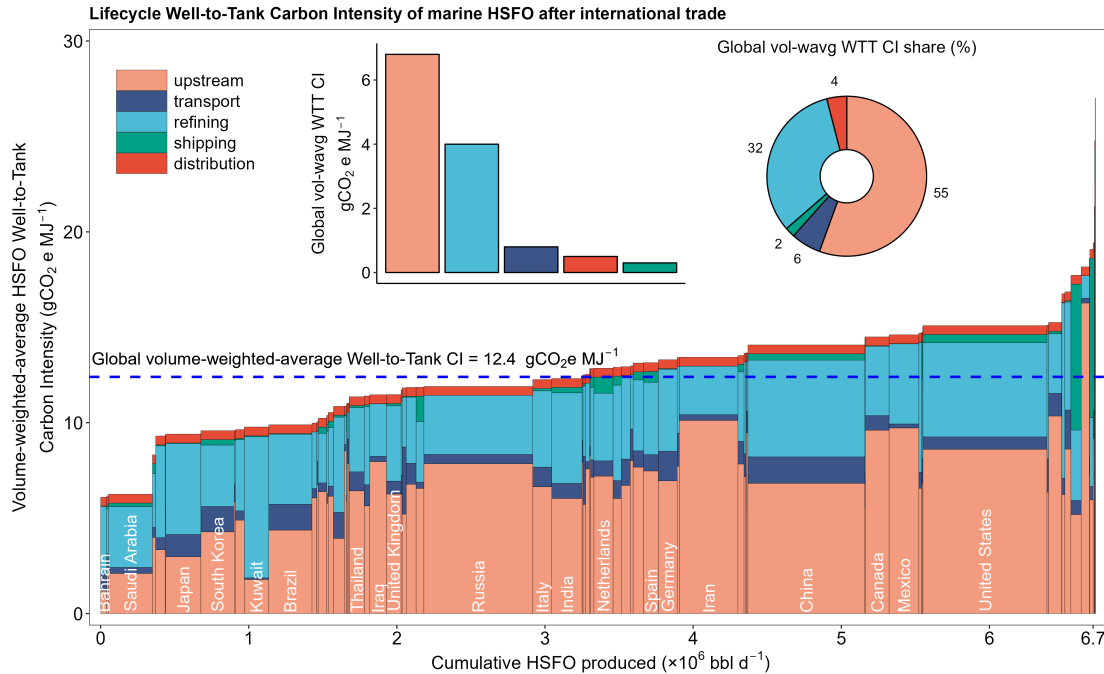 Lifecycle Well-to-Tank Carbon Intensity of marine HSFO after international trade
Volume-weighted-average HSFO Well-to-Tank
Carbon Intensity (gCO₂ e MJ⁻¹)
30
20
10
0
upstream
transport
refining
shipping
distribution
Global vol-wavg WTT CI
gCO₂ e MJ⁻¹
6
4
2
0
Global vol-wavg WTT CI share (%)
4
32
55
2
6
Global volume-weighted-average Well-to-Tank CI = 12.4 gCO₂e MJ⁻¹
Bahrain
Saudi Arabia
Japan
South Korea
Kuwait
Brazil
Thailand
Iraq
United Kingdom
Russia
Italy
India
Netherlands
Spain
Germany
Iran
China
Canada
Mexico
United States
0
1
2
3
4
5
6
6.7
Cumulative HSFO produced (×10⁶ bbl d⁻¹)